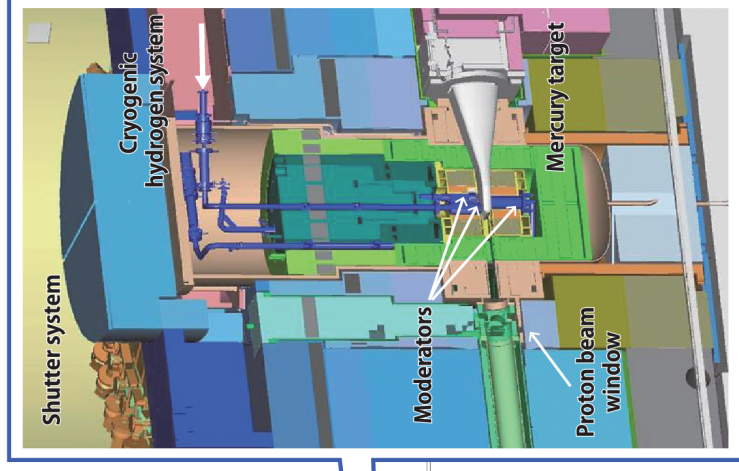 Shutter system
Cryogenic
hydrogen system
Moderators
Proton beam
window
Mercury target